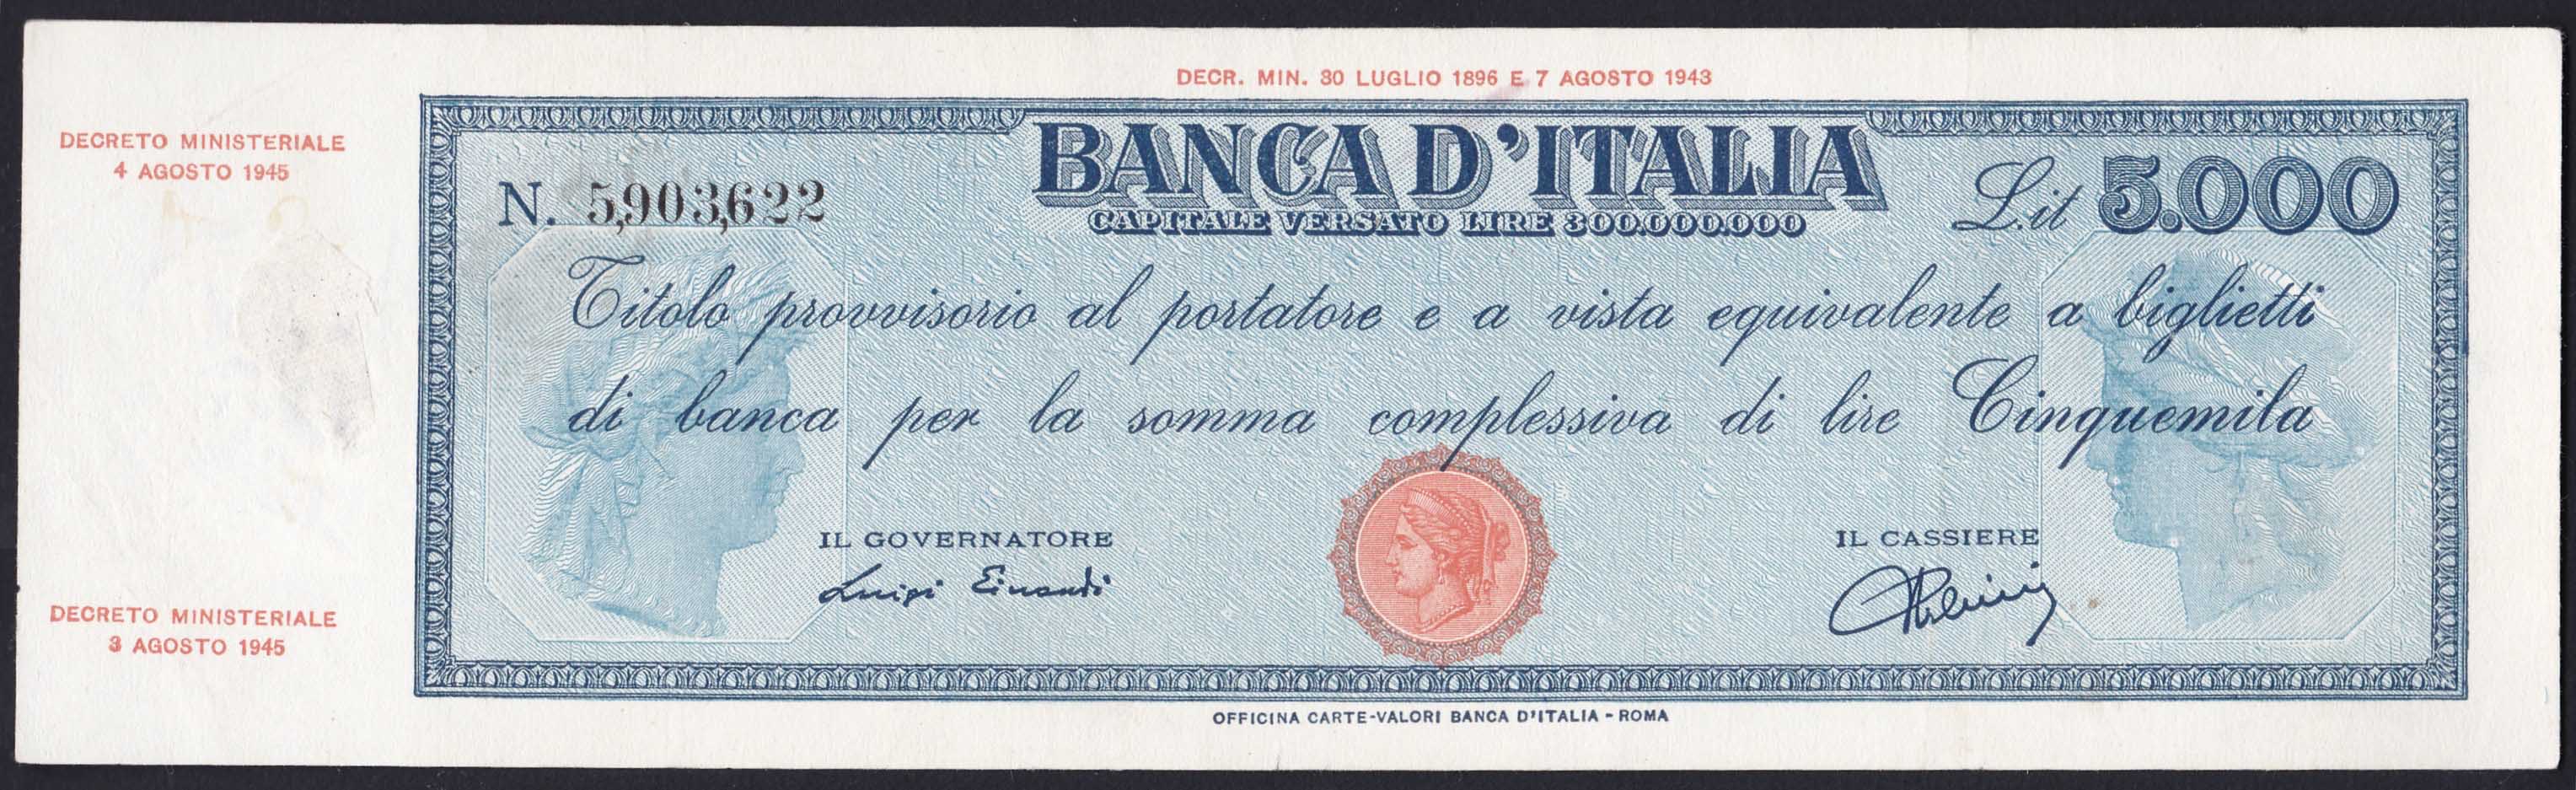 DECR. MIN. 30 LUGLIO 1896 E 7 AGOSTO 1943
DECRETO MINISTERIALE
4 AGOSTO 1945
BANCA D'ITALIA
CAPITALE VERSATO LIRE 300.000.000
N. 5,903,622
Lit 5.000
Titolo provvisorio al portatore e a vista equivalente a biglietti
di banca per la somma complessiva di lire Cinquemila
IL GOVERNATORE
Luigi Einaudi
IL CASSIERE
DECRETO MINISTERIALE
3 AGOSTO 1945
OFFICINA CARTE-VALORI BANCA D'ITALIA - ROMA